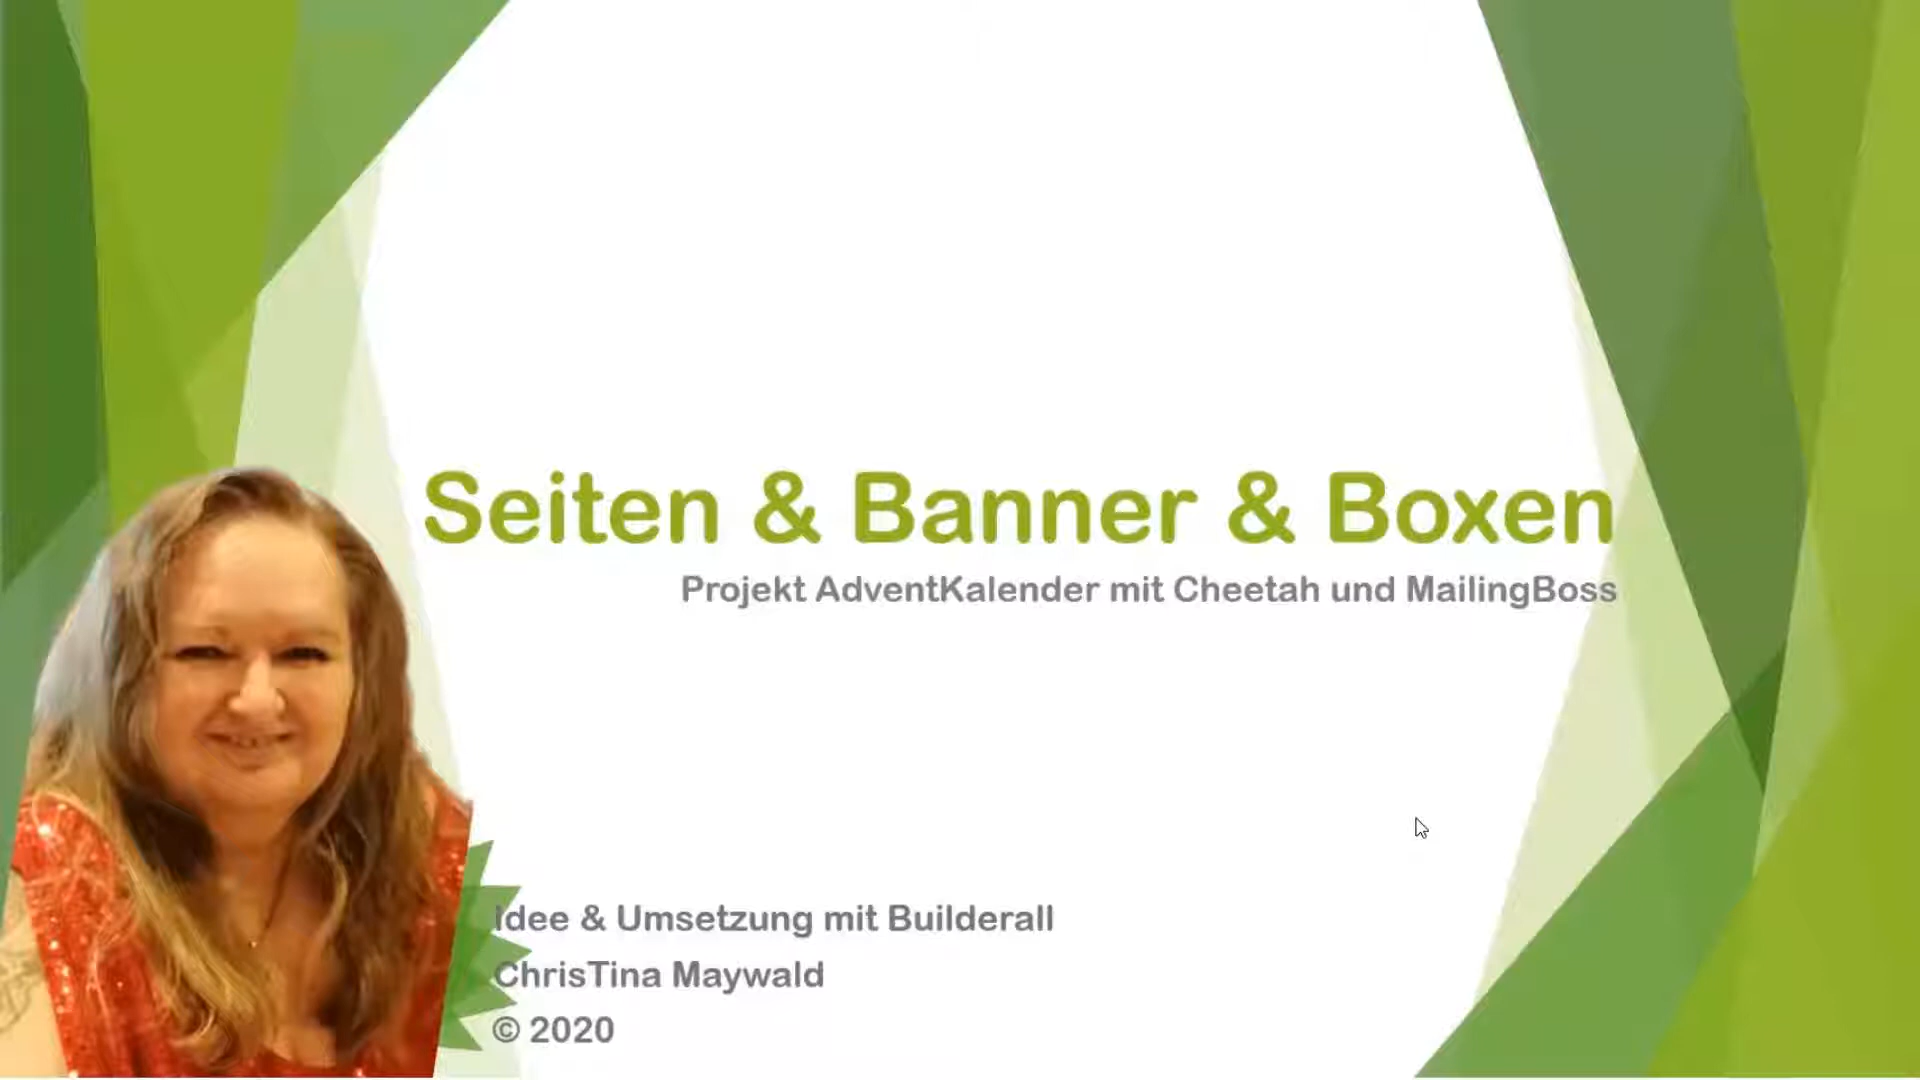 Seiten & Banner & Boxen
Projekt AdventKalender mit Cheetah und MailingBoss
Idee & Umsetzung mit Builderall
ChrisTina Maywald
© 2020